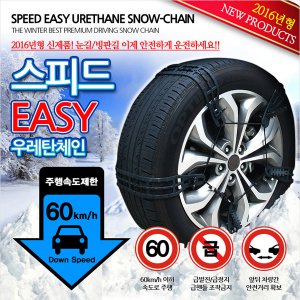 SPEED EASY URETHANE SNOW-CHAIN
THE WINTER BEST PREMIUM DRIVING SNOW CHAIN
2016년형
NEW PRODUCTS
2016년형 신제품! 눈길/빙판길 이제 안전하게 운전하세요!!
스피드
EASY
우레탄체인
주행속도제한
60km/h
Down Speed
60
급
60km/h 이하
속도로 주행
급발진/급정지
급핸들 조작금지
앞뒤 차량간
안전거리 확보